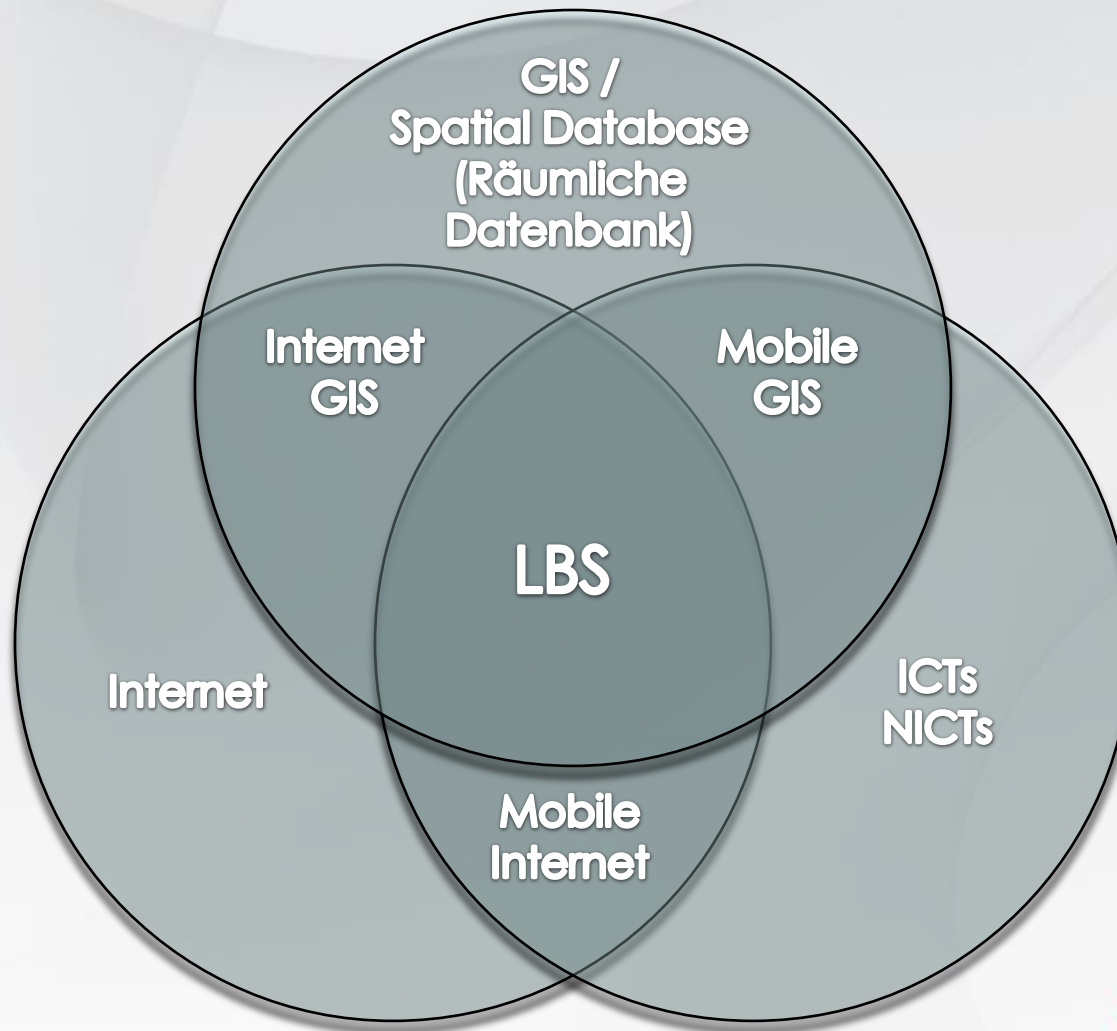 GIS /
Spatial Database
(Räumliche
Datenbank)
Internet
GIS
Mobile
GIS
LBS
Internet
ICTs
NICTs
Mobile
Internet